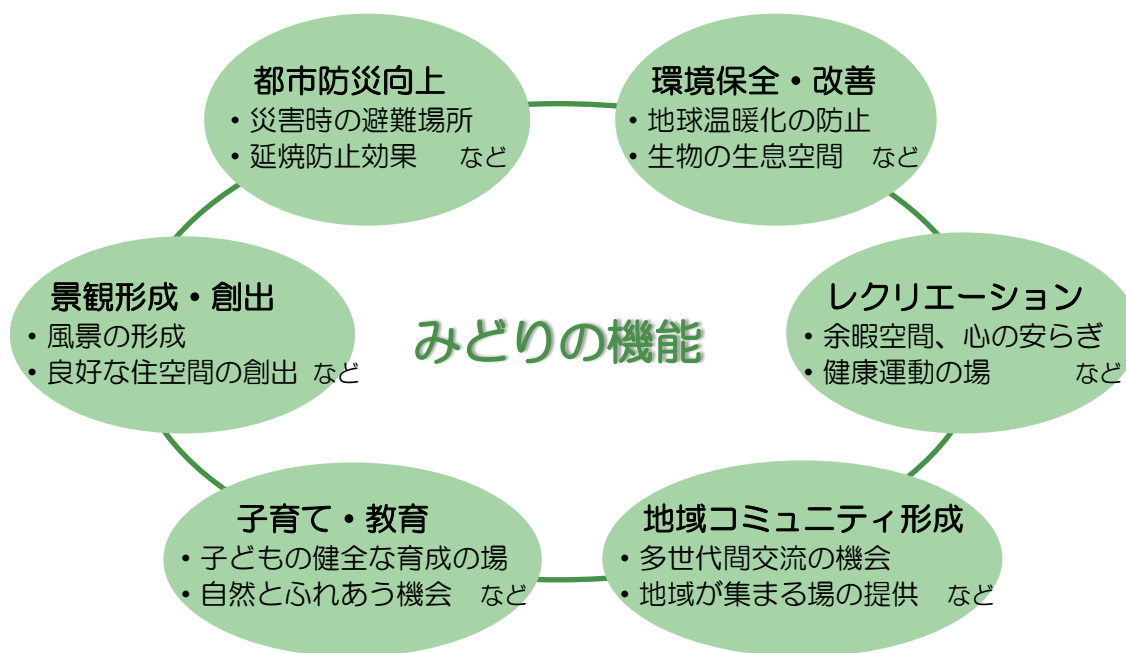 都市防災向上
・災害時の避難場所
・延焼防止効果 など
環境保全・改善
・地球温暖化の防止
・生物の生息空間 など
景観形成・創出
・風景の形成
・良好な住空間の創出 など
みどりの機能
レクリエーション
・余暇空間、心の安らぎ
・健康運動の場 など
子育て・教育
・子どもの健全な育成の場
・自然とふれあう機会 など
地域コミュニティ形成
・多世代間交流の機会
・地域が集まる場の提供 など